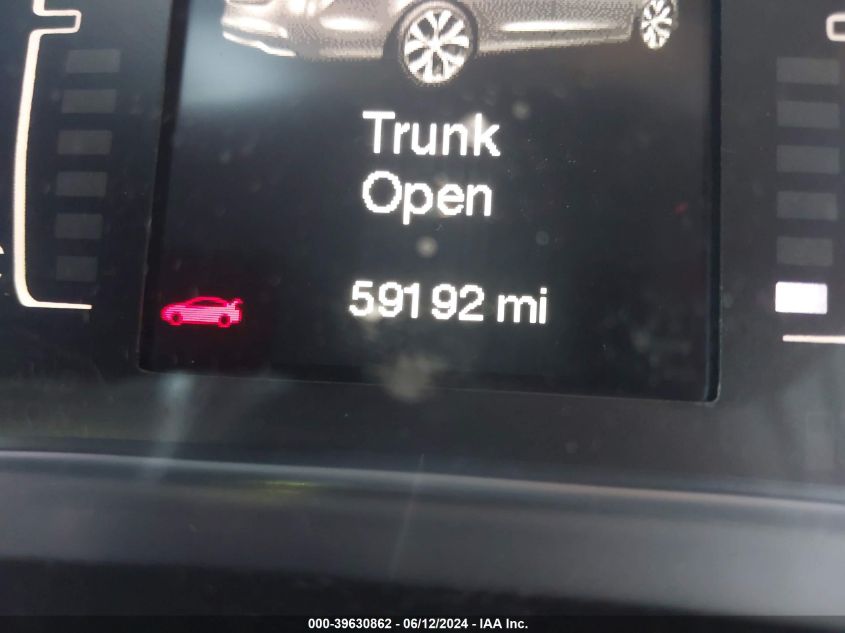 Trunk
Open
59192 mi
000-39630862 - 06/12/2024 - IAA Inc.